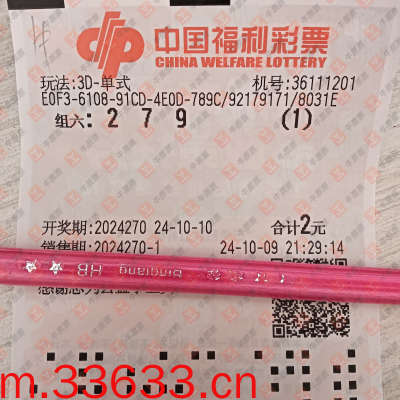 中国福利彩票
CHINA WELFARE LOTTERY
玩法:3D-单式 机号:36111201
E0F3-6108-91CD-4E0D-789C/92179171/8031E
组六: 2 7 9 (1)
开奖期:2024270 24-10-10 合计2元
销售期:2024270-1 24-10-09 21:29:14
HB Dingliang
m.33633.cn